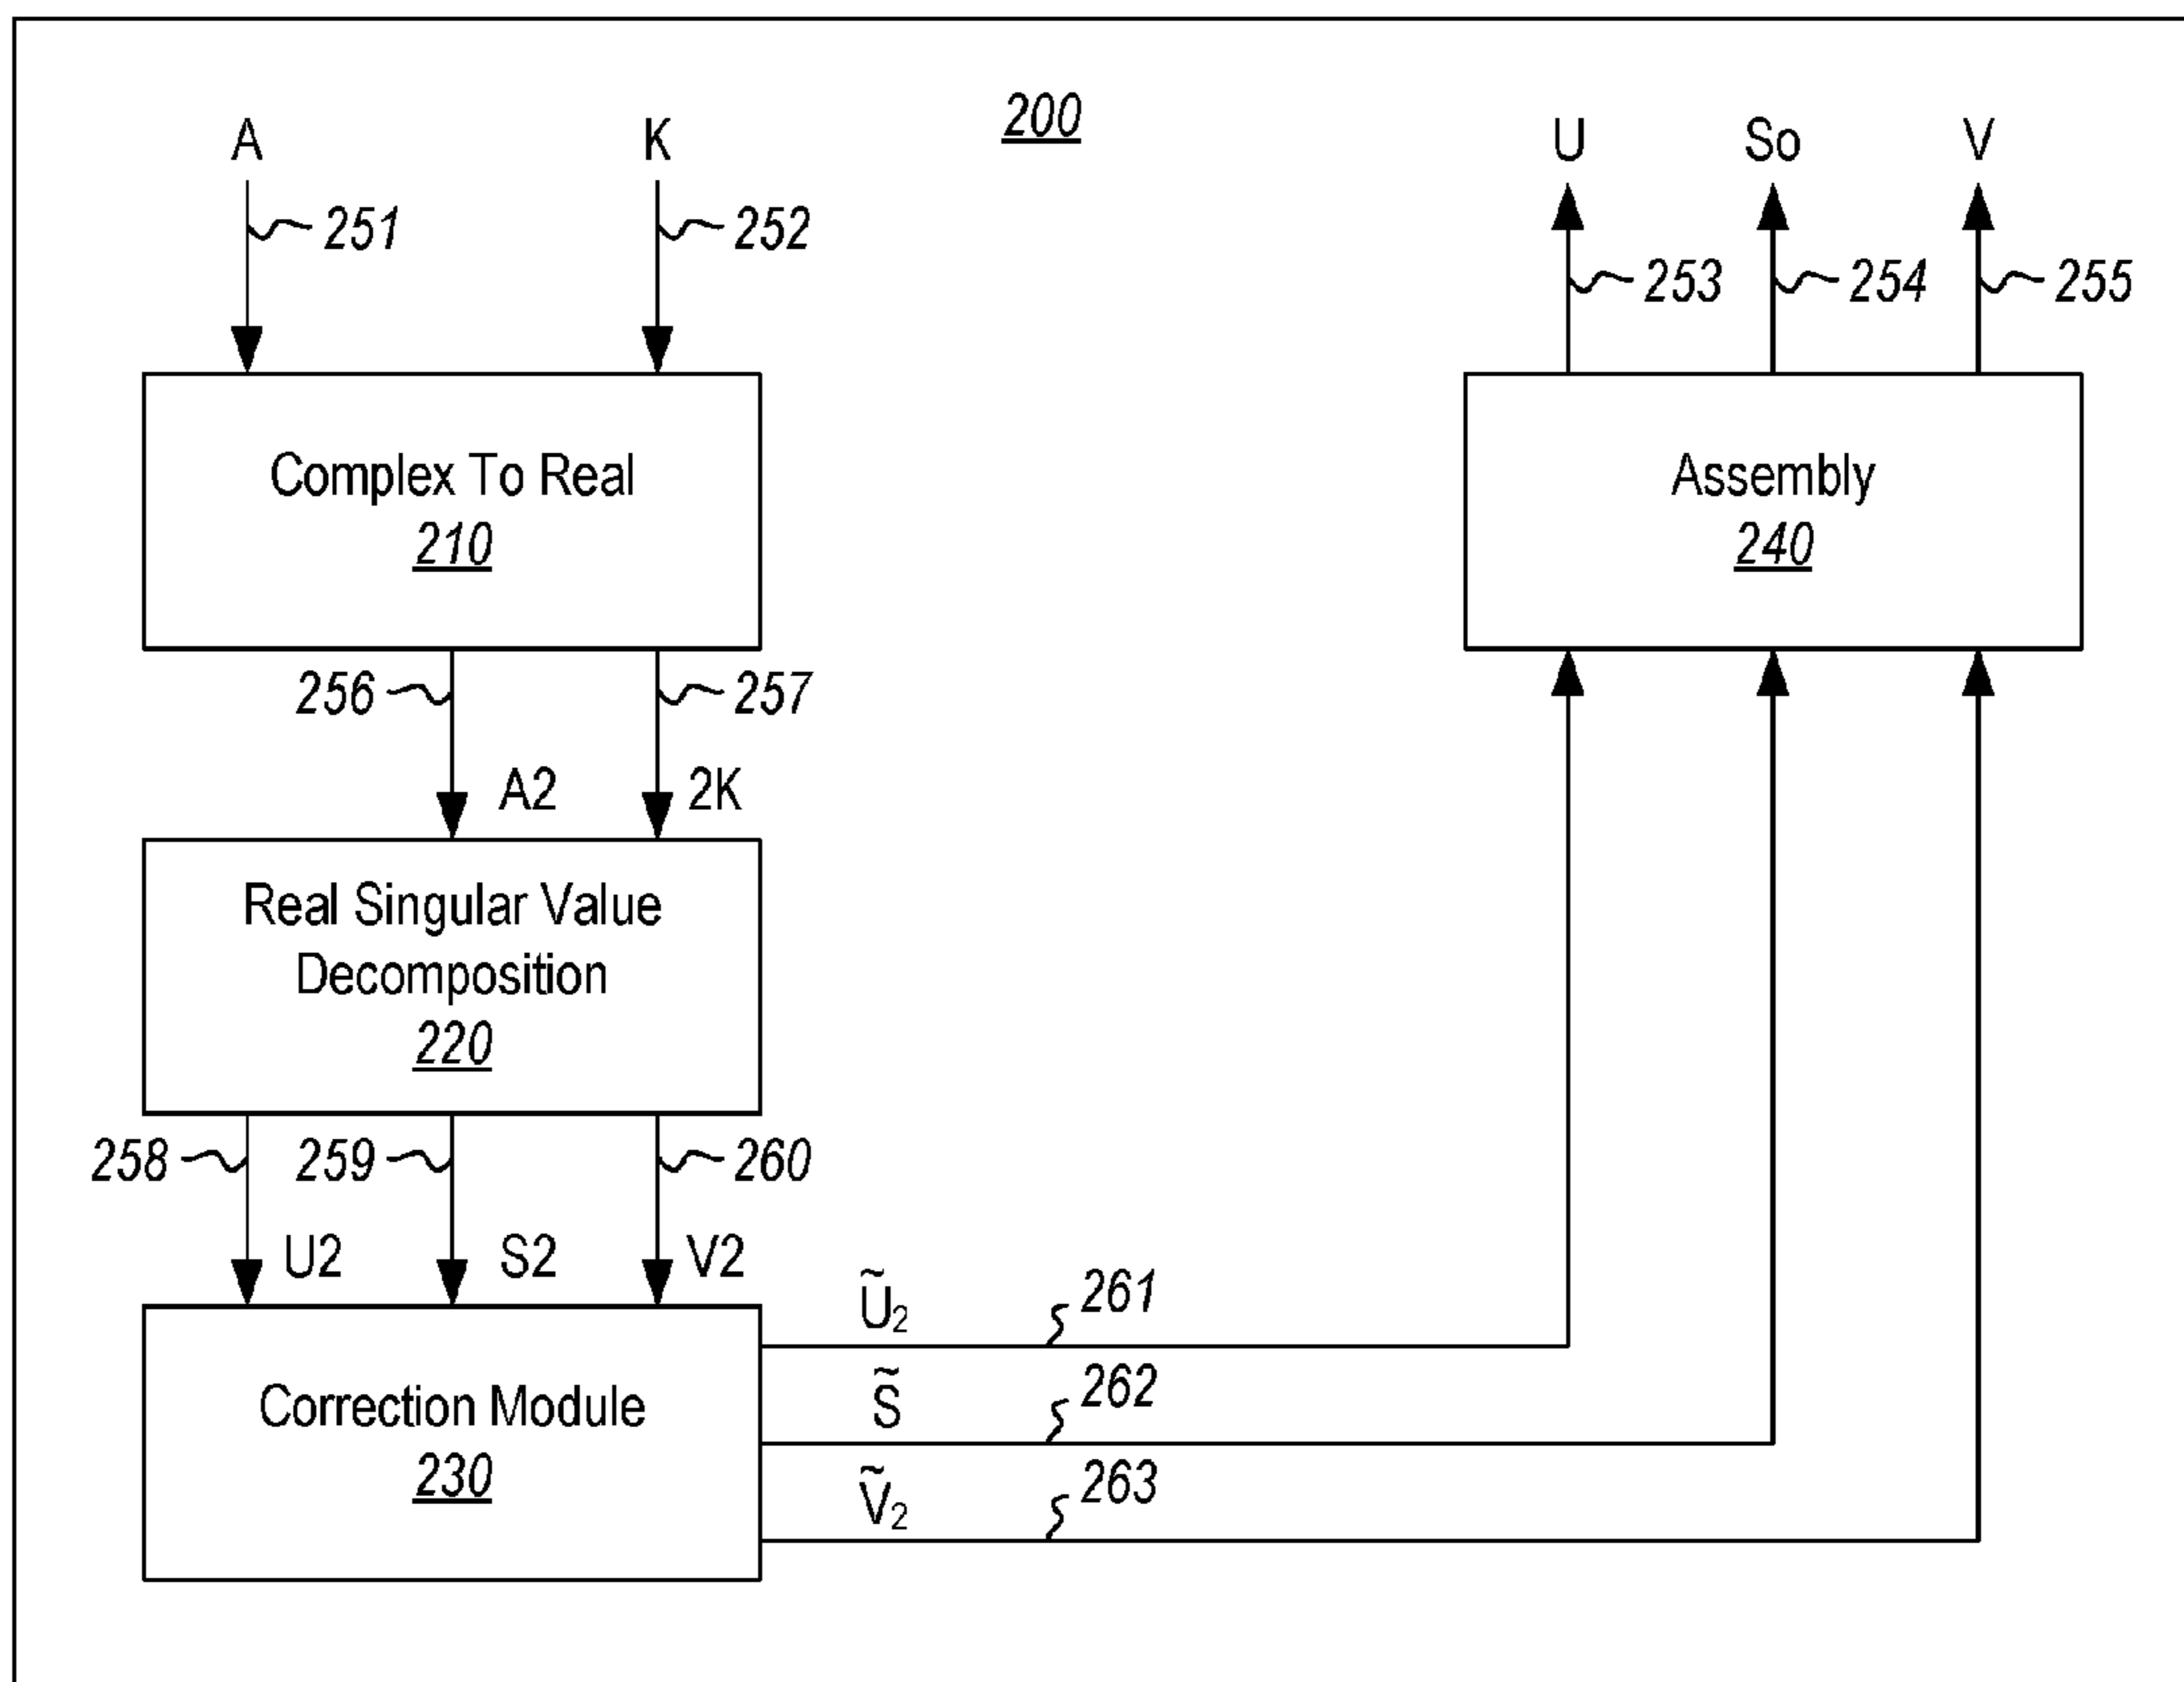 200
A K U So V
251 252 253 254 255
Complex To Real
210
Assembly
240
256 257
A2 2K
Real Singular Value
Decomposition
220
258 259 260
U2 S2 V2
Ũ₂ 261
S̃ 262
Ṽ₂ 263
Correction Module
230